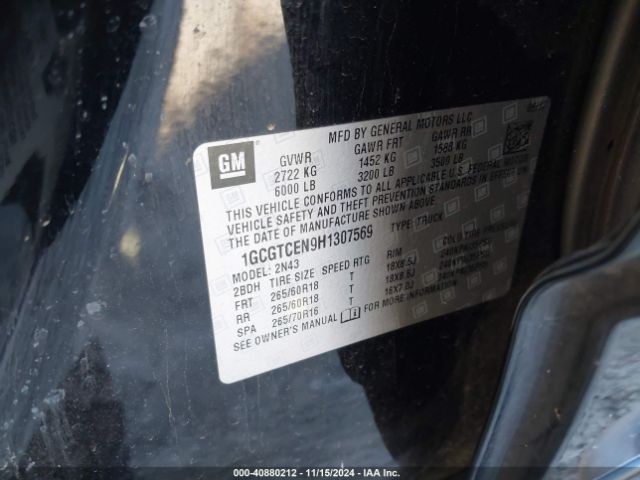 GM
MFD BY GENERAL MOTORS LLC
GVWR GAWR FRT GAWR RR
2722 KG 1452 KG 1588 KG
6000 LB 3200 LB 3500 LB
THIS VEHICLE CONFORMS TO ALL APPLICABLE U.S. FEDERAL MOTOR
VEHICLE SAFETY AND THEFT PREVENTION STANDARDS IN EFFECT ON
THE DATE OF MANUFACTURE SHOWN ABOVE.
1GCGTCEN9H1307569 TYPE: TRUCK
MODEL: 2N43
2BDH TIRE SIZE SPEED RTG RIM
FRT 265/60R18 T 18X8.5J
RR 265/60R18 T 18X8.5J
SPA 265/70R16 T 16X7.0J
SEE OWNER'S MANUAL FOR MORE INFORMATION
000-40880212 - 11/15/2024 - IAA Inc.